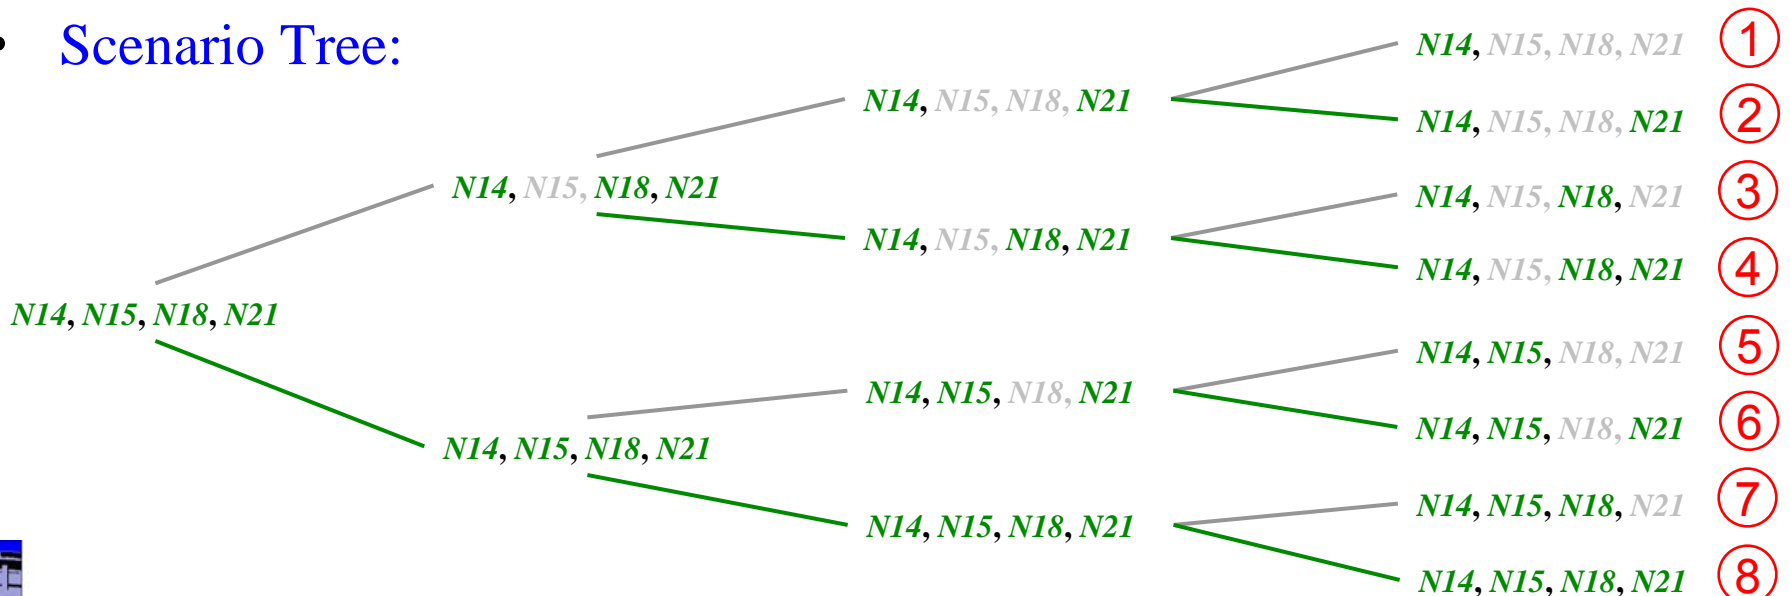 • Scenario Tree:
N14, N15, N18, N21 1
N14, N15, N18, N21
N14, N15, N18, N21 2
N14, N15, N18, N21
N14, N15, N18, N21 3
N14, N15, N18, N21
N14, N15, N18, N21 4
N14, N15, N18, N21
N14, N15, N18, N21 5
N14, N15, N18, N21
N14, N15, N18, N21 6
N14, N15, N18, N21
N14, N15, N18, N21 7
N14, N15, N18, N21
N14, N15, N18, N21 8